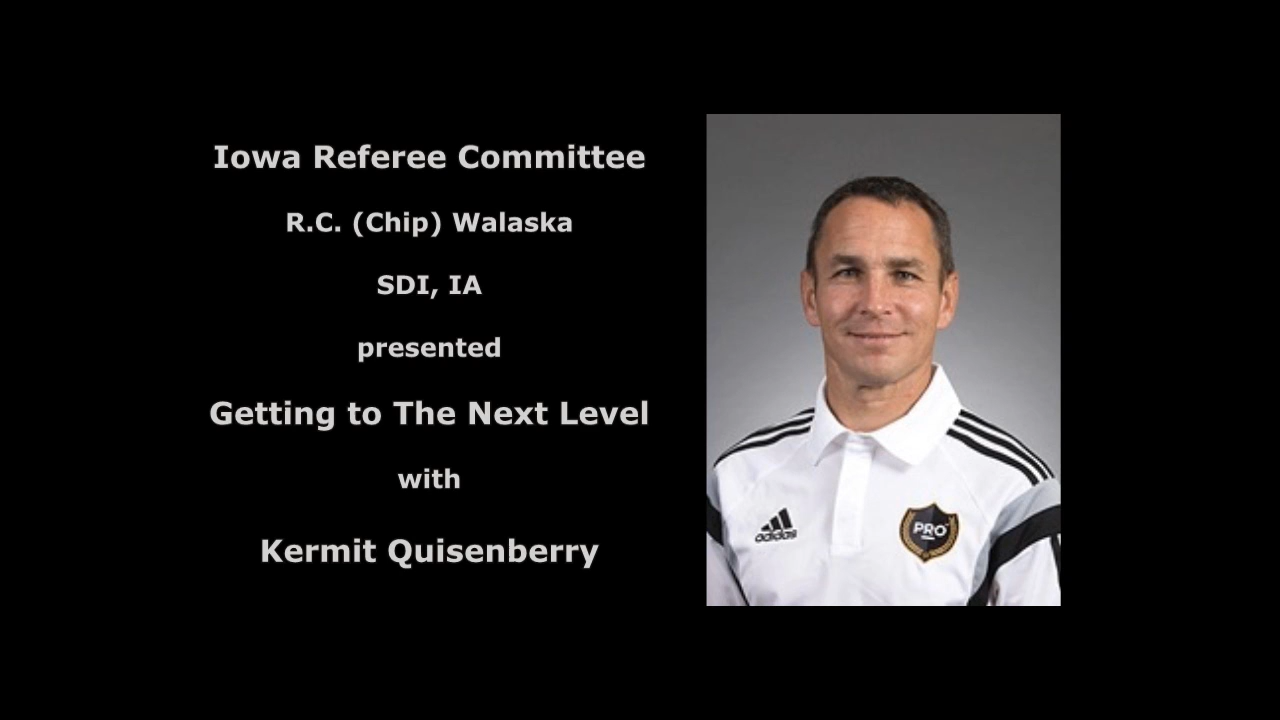 Iowa Referee Committee
R.C. (Chip) Walaska
SDI, IA
presented
Getting to The Next Level
with
Kermit Quisenberry
adidas
PRO